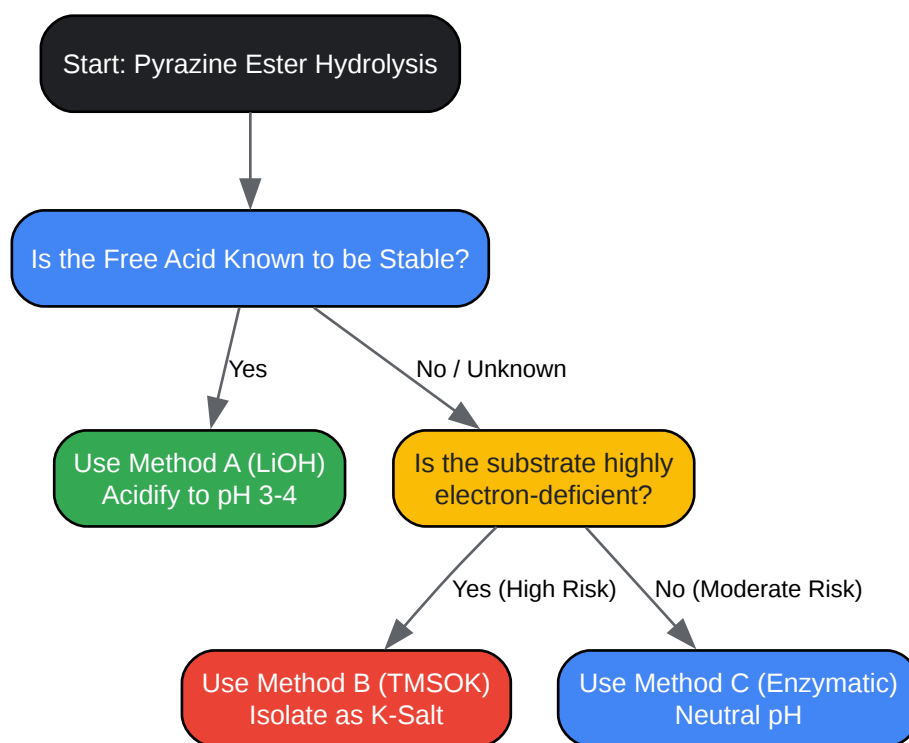 Start: Pyrazine Ester Hydrolysis
Is the Free Acid Known to be Stable?
Yes
No / Unknown
Use Method A (LiOH)
Acidify to pH 3-4
Is the substrate highly
electron-deficient?
Yes (High Risk)
No (Moderate Risk)
Use Method B (TMSOK)
Isolate as K-Salt
Use Method C (Enzymatic)
Neutral pH